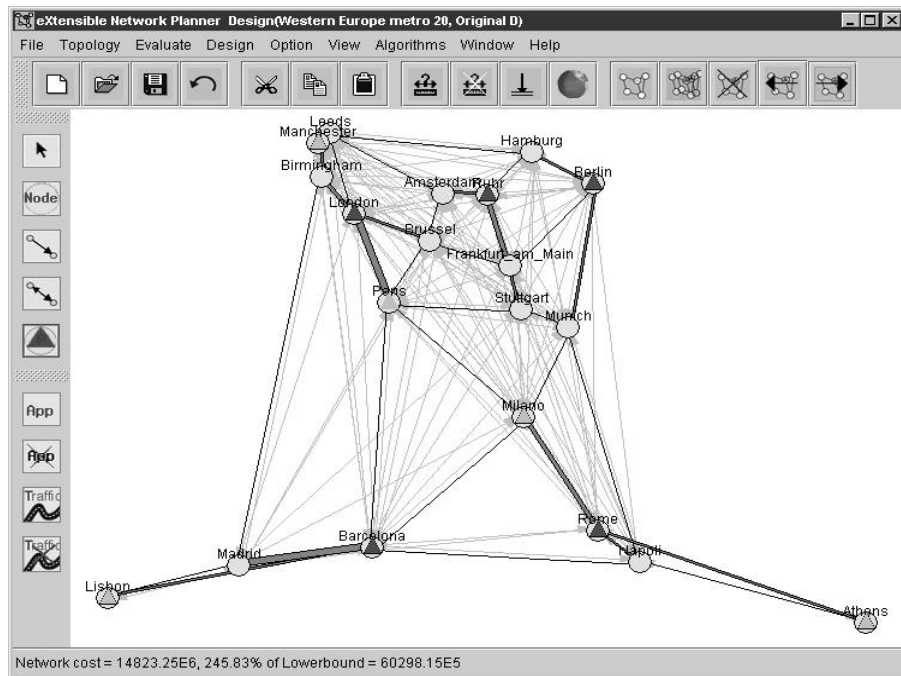 eXtensible Network Planner Design(Western Europe metro 20, Original D)
File Topology Evaluate Design Option View Algorithms Window Help
Node
App
App
Traffic
Traffic
Leeds
Manchester
Hamburg
Birmingham
Berlin
Amsterdam
Ruhr
London
Brussel
Frankfurt_am_Main
Paris
Stuttgart
Munich
Milano
Rome
Barcelona
Madrid
Napoli
Lisbon
Athens
Network cost = 14823.25E6, 245.83% of Lowerbound = 60298.15E5